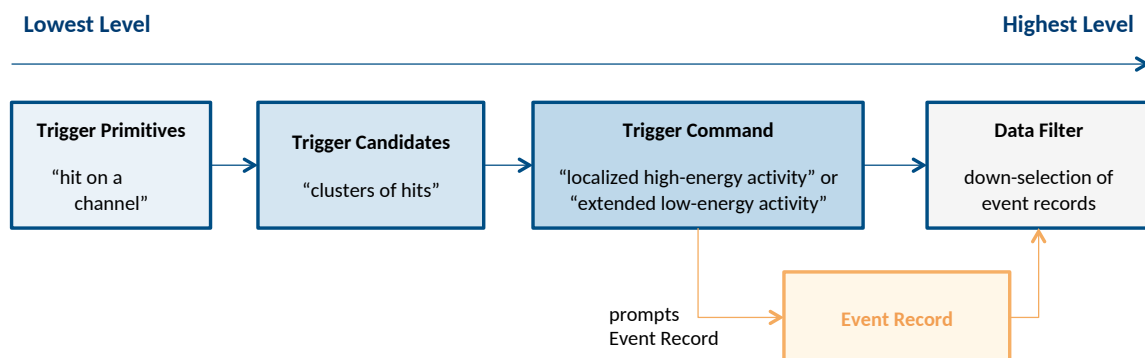 Lowest Level
Highest Level
Trigger Primitives
“hit on a
channel”
Trigger Candidates
“clusters of hits”
Trigger Command
“localized high-energy activity” or
“extended low-energy activity”
Data Filter
down-selection of
event records
prompts
Event Record
Event Record